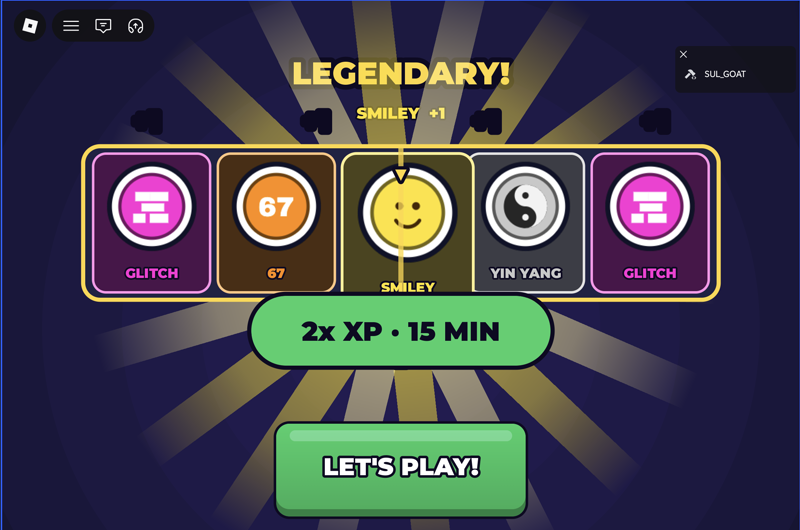 LEGENDARY!
SMILEY +1
SUL_GOAT
67
GLITCH
67
SMILEY
YIN YANG
GLITCH
2x XP • 15 MIN
LET'S PLAY!